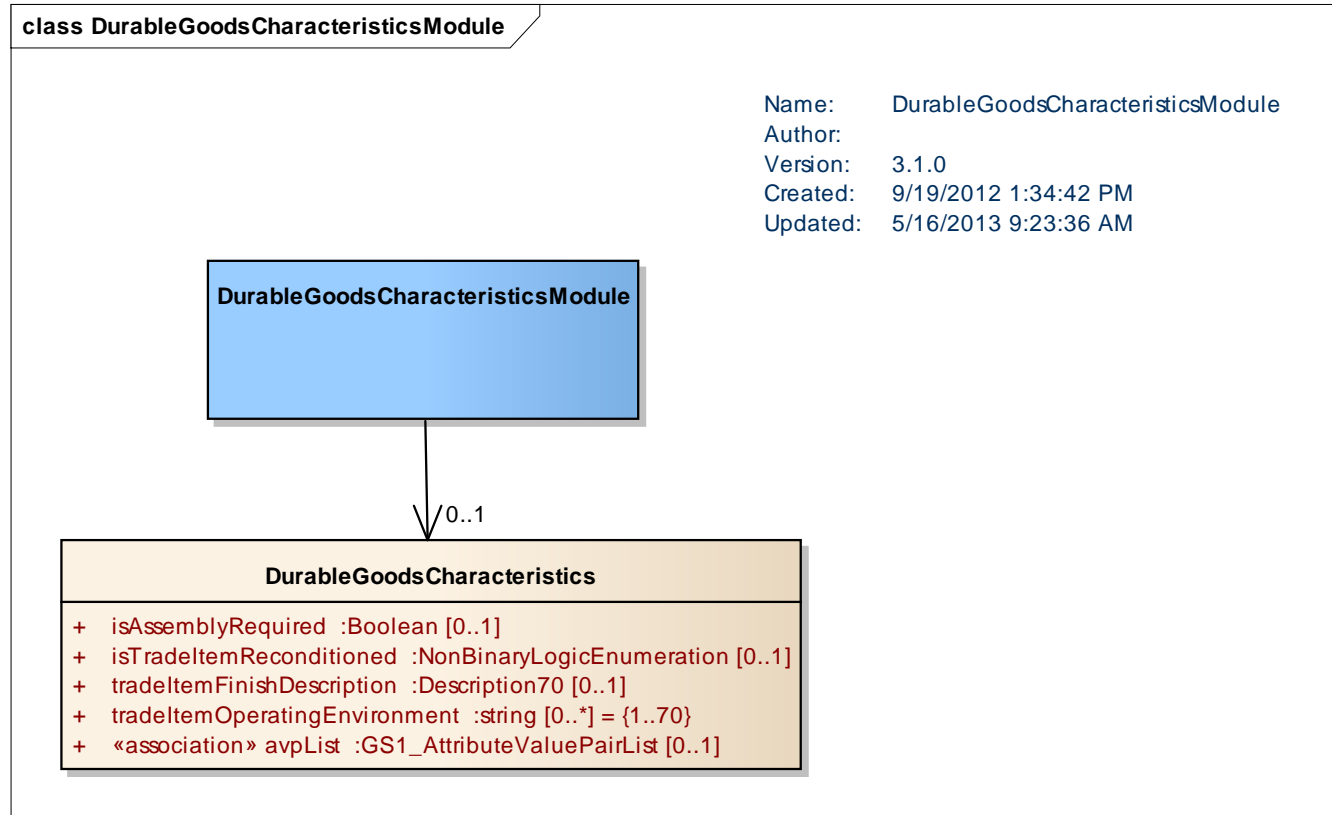 class DurableGoodsCharacteristicsModule
Name: DurableGoodsCharacteristicsModule
Author:
Version: 3.1.0
Created: 9/19/2012 1:34:42 PM
Updated: 5/16/2013 9:23:36 AM
DurableGoodsCharacteristicsModule
0..1
DurableGoodsCharacteristics
+ isAssemblyRequired :Boolean [0..1]
+ isTradeItemReconditioned :NonBinaryLogicEnumeration [0..1]
+ tradeItemFinishDescription :Description70 [0..1]
+ tradeItemOperatingEnvironment :string [0..*] = {1..70}
+ «association» avpList :GS1_AttributeValuePairList [0..1]